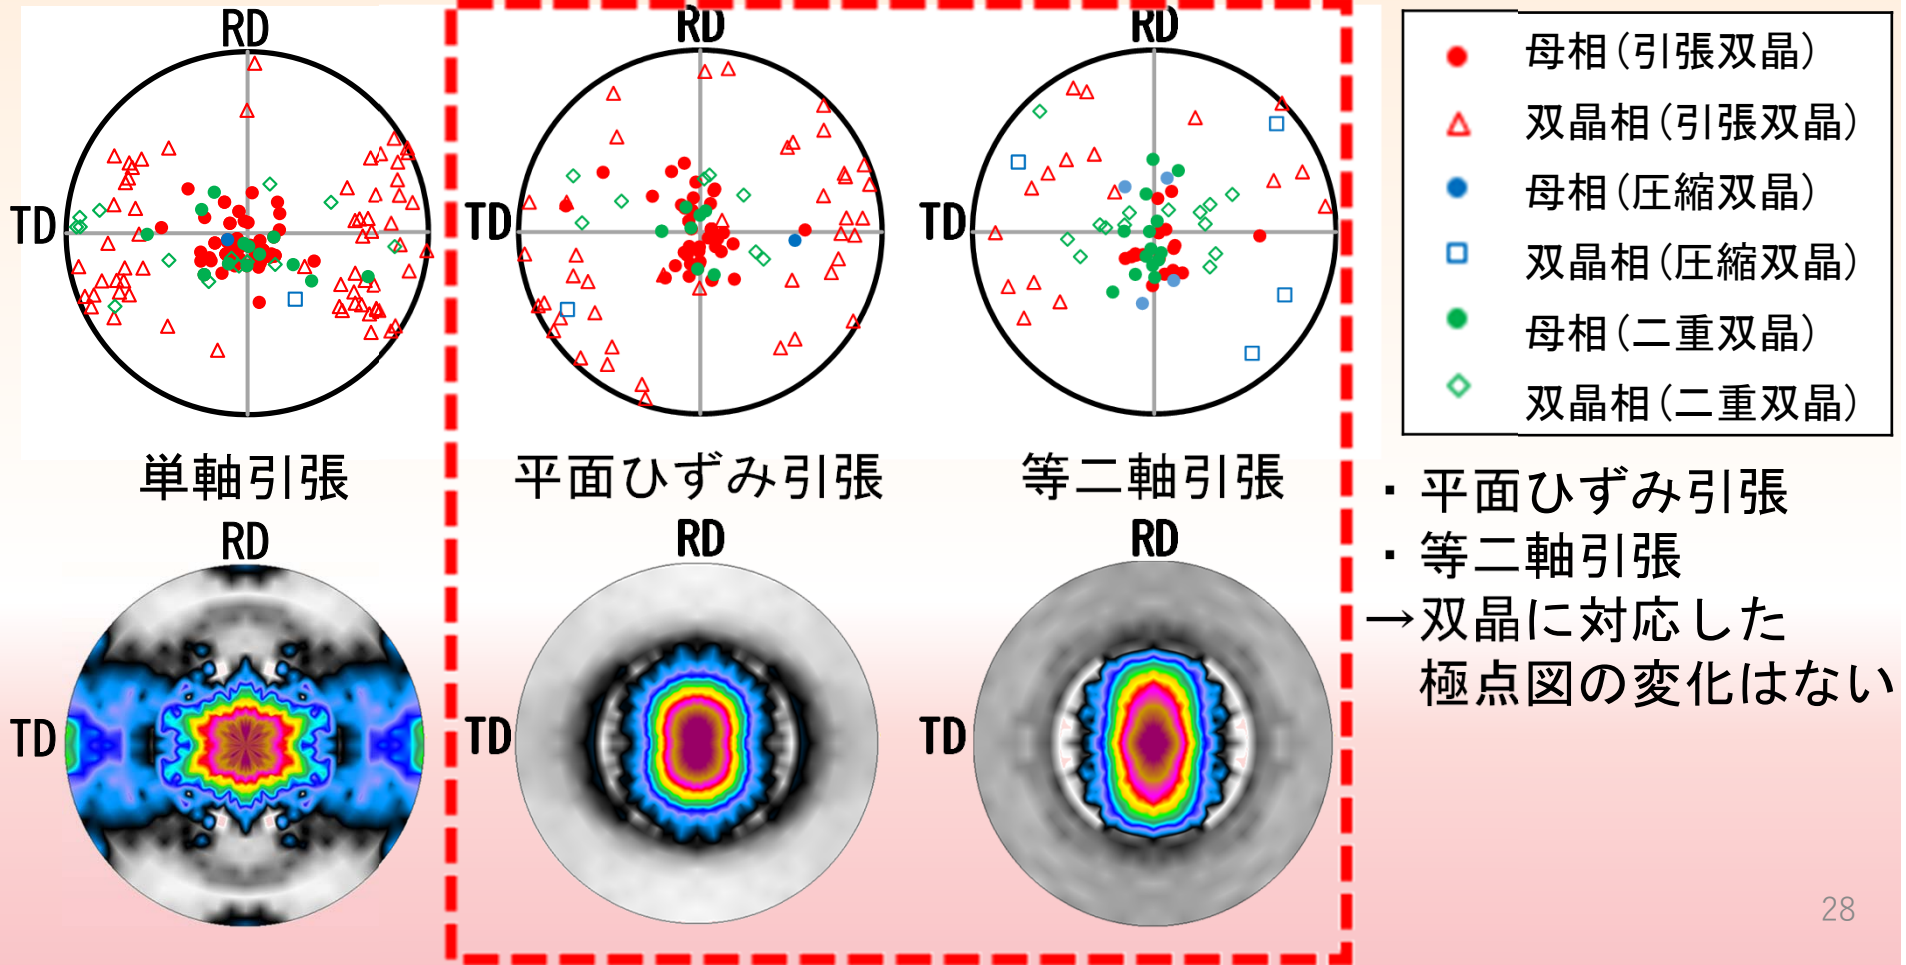 RD
TD
RD
TD
RD
TD
母相(引張双晶)
双晶相(引張双晶)
母相(圧縮双晶)
双晶相(圧縮双晶)
母相(二重双晶)
双晶相(二重双晶)
単軸引張
平面ひずみ引張
等二軸引張
RD
TD
RD
TD
RD
TD
・平面ひずみ引張
・等二軸引張
→双晶に対応した
極点図の変化はない
28